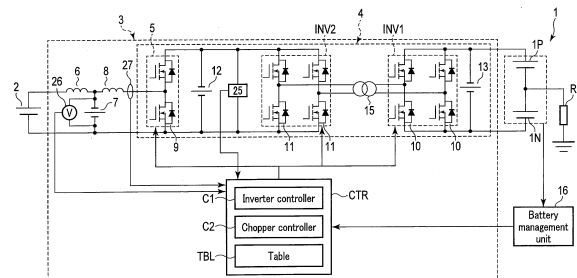 3
4
1
5
INV2
INV1
6
8
27
12
1P
26
2
V
7
25
13
15
R
1N
9
11
11
10
10
C1
Inverter controller
CTR
C2
Chopper controller
TBL
Table
16
Battery
management
unit